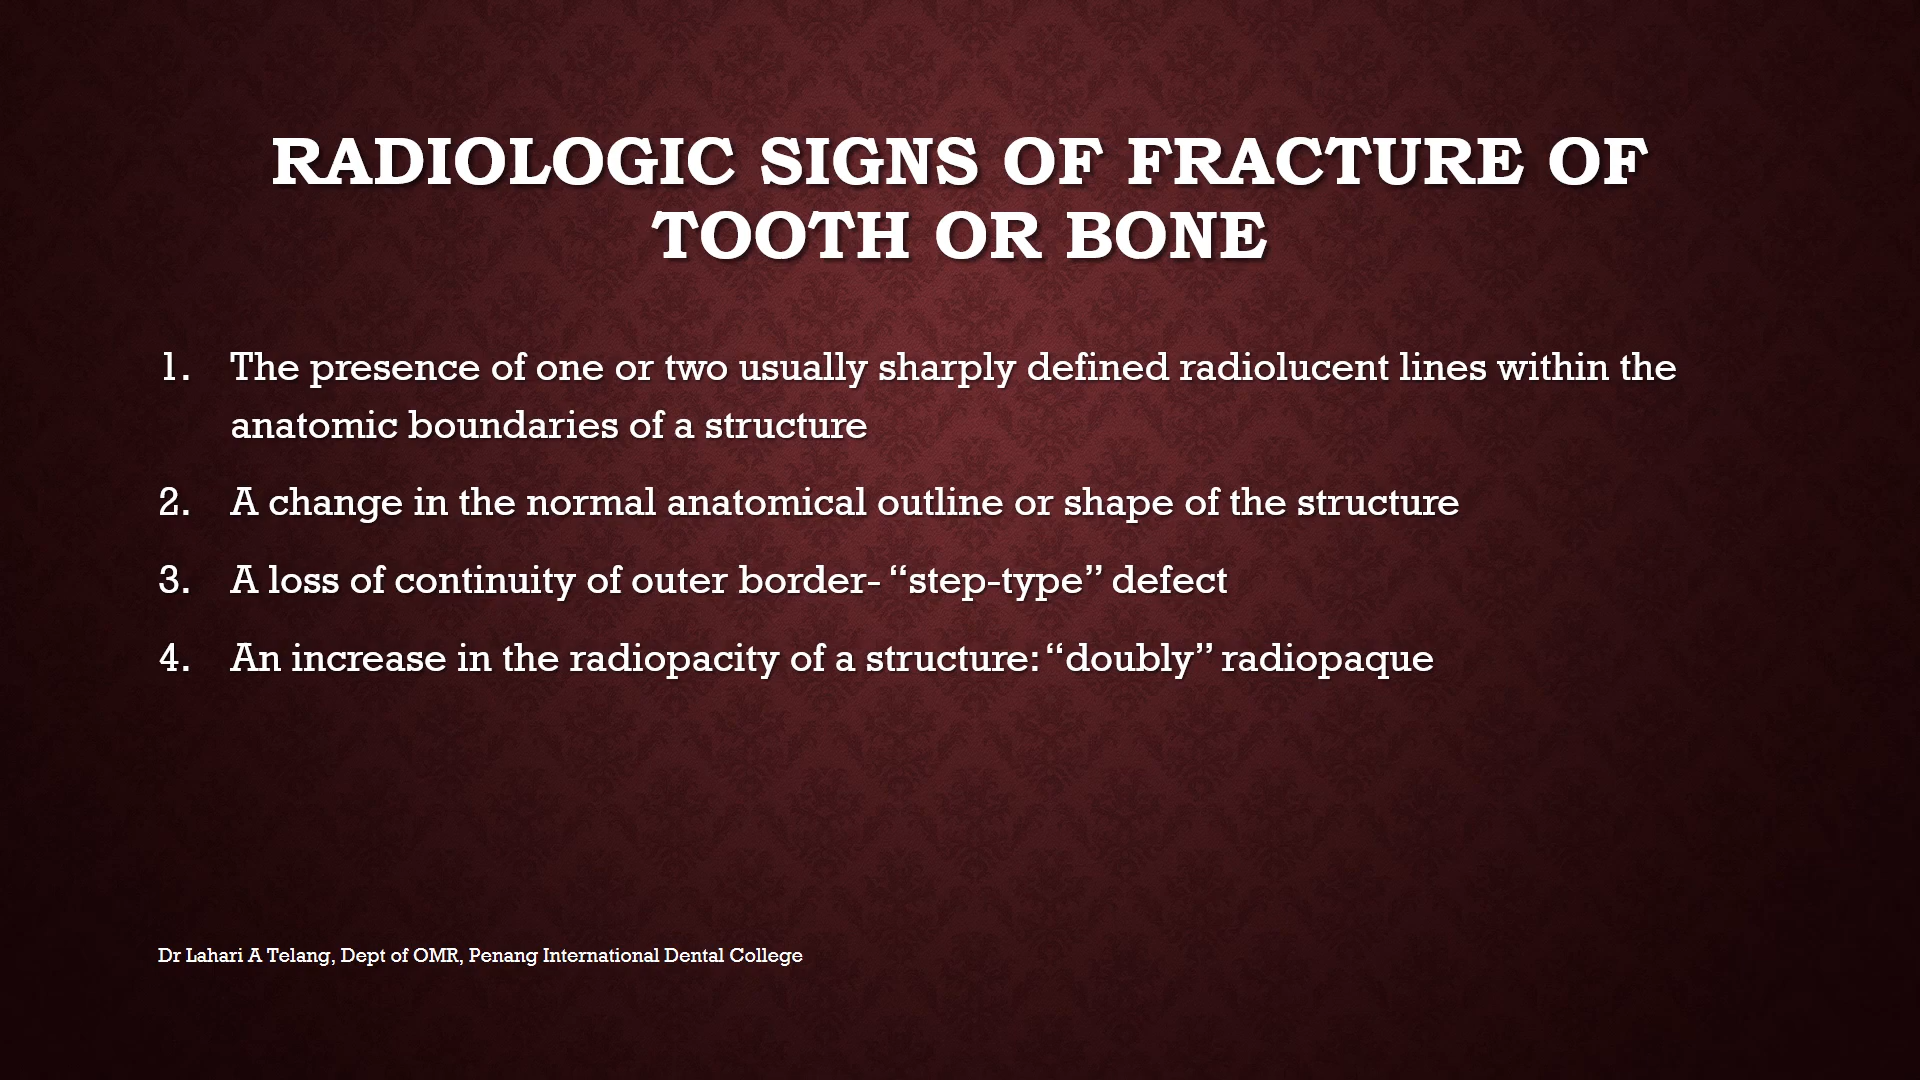 RADIOLOGIC SIGNS OF FRACTURE OF
TOOTH OR BONE
1. The presence of one or two usually sharply defined radiolucent lines within the
anatomic boundaries of a structure
2. A change in the normal anatomical outline or shape of the structure
3. A loss of continuity of outer border- “step-type” defect
4. An increase in the radiopacity of a structure: “doubly” radiopaque
Dr Lahari A Telang, Dept of OMR, Penang International Dental College